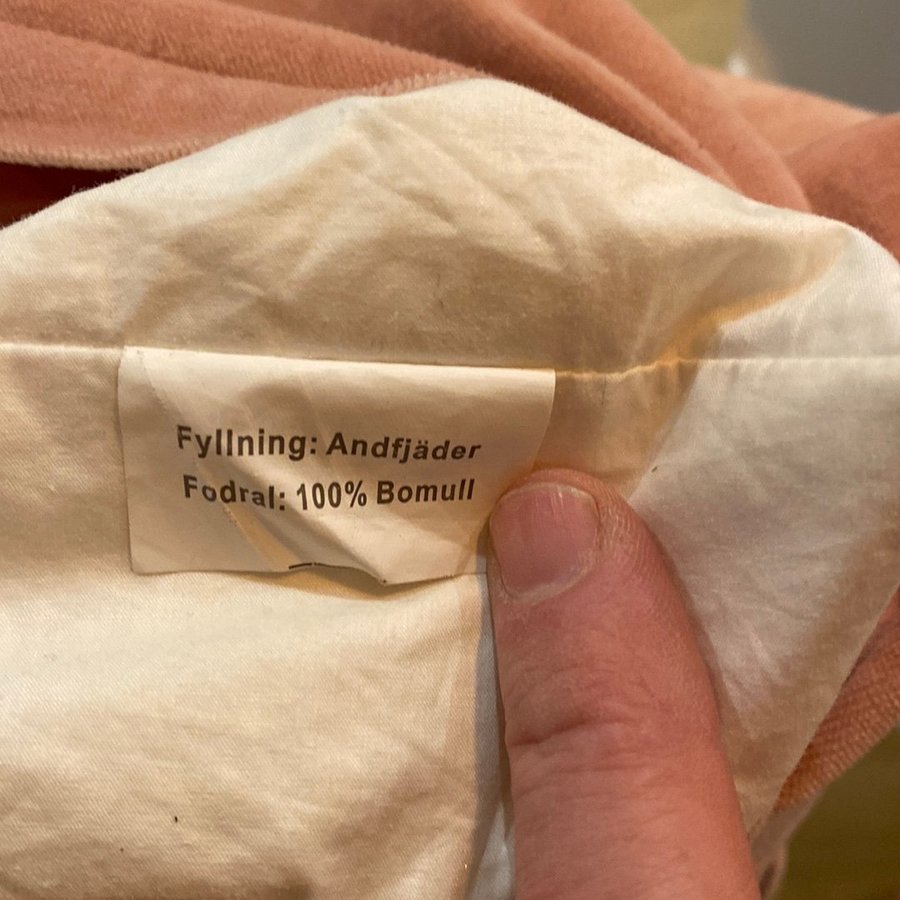 Fyllning: Andfjäder
Fodral: 100% Bomull